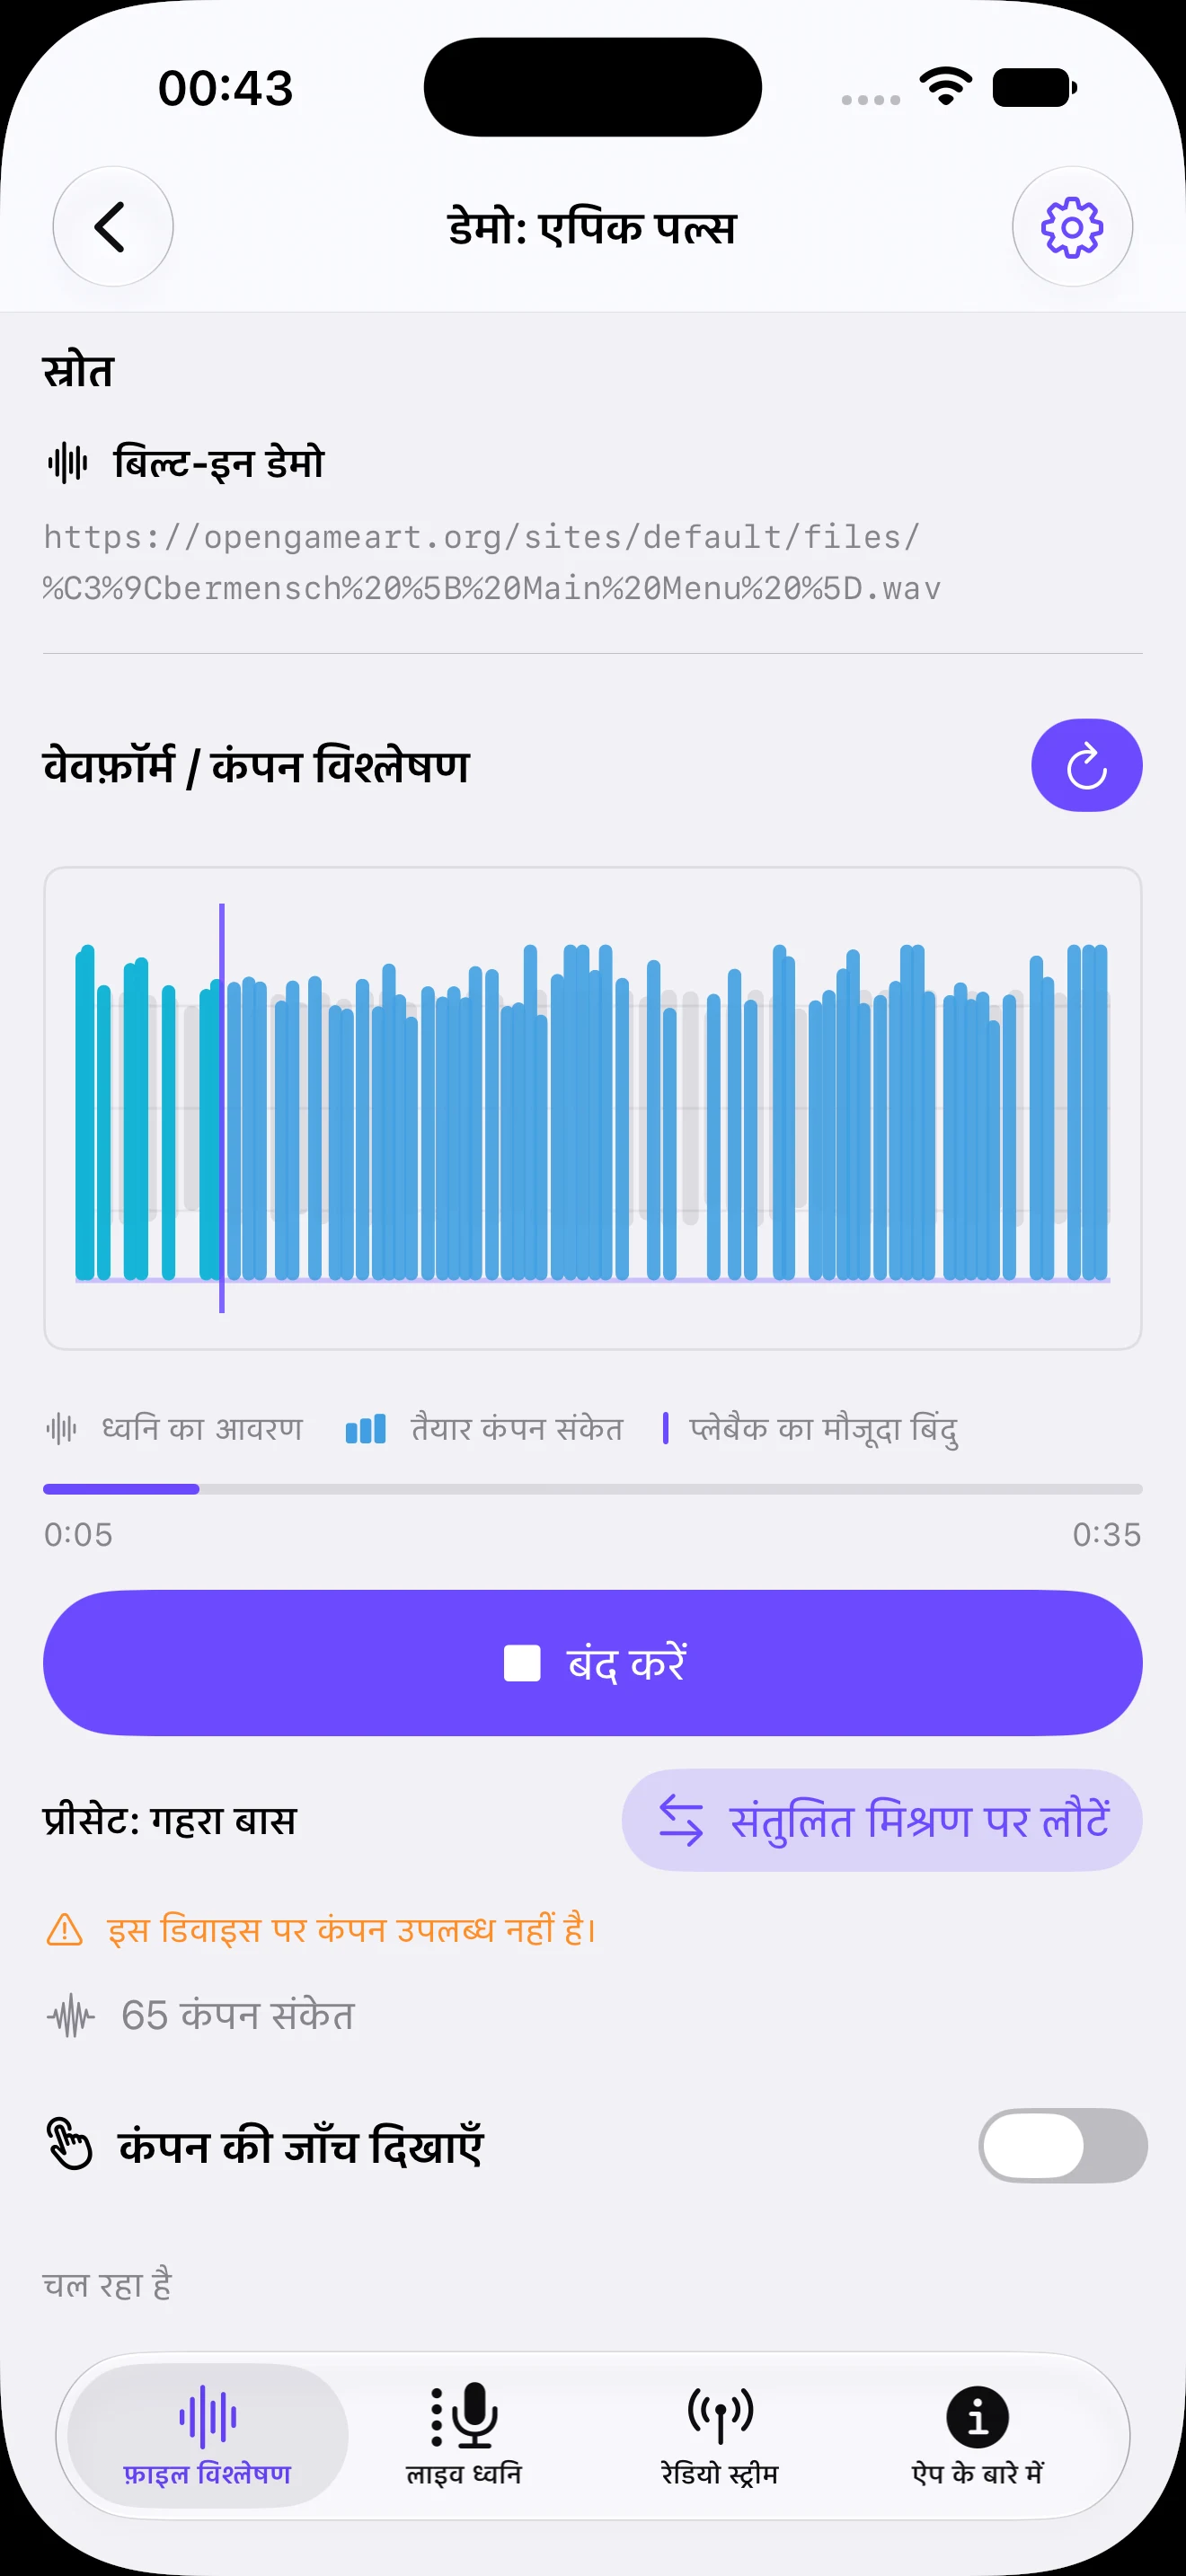 00:43
डेमो: एपिक पल्स
स्रोत
बिल्ट-इन डेमो
https://opengameart.org/sites/default/files/
%C3%9Cbermensch%20%5B%20Main%20Menu%20%5D.wav
वेवफ़ॉर्म / कंपन विश्लेषण
ध्वनि का आवरण तैयार कंपन संकेत प्लेबैक का मौजूदा बिंदु
0:05 0:35
बंद करें
प्रीसेट: गहरा बास संतुलित मिश्रण पर लौटें
इस डिवाइस पर कंपन उपलब्ध नहीं है।
65 कंपन संकेत
कंपन की जाँच दिखाएँ
चल रहा है
फ़ाइल विश्लेषण लाइव ध्वनि रेडियो स्ट्रीम ऐप के बारे में